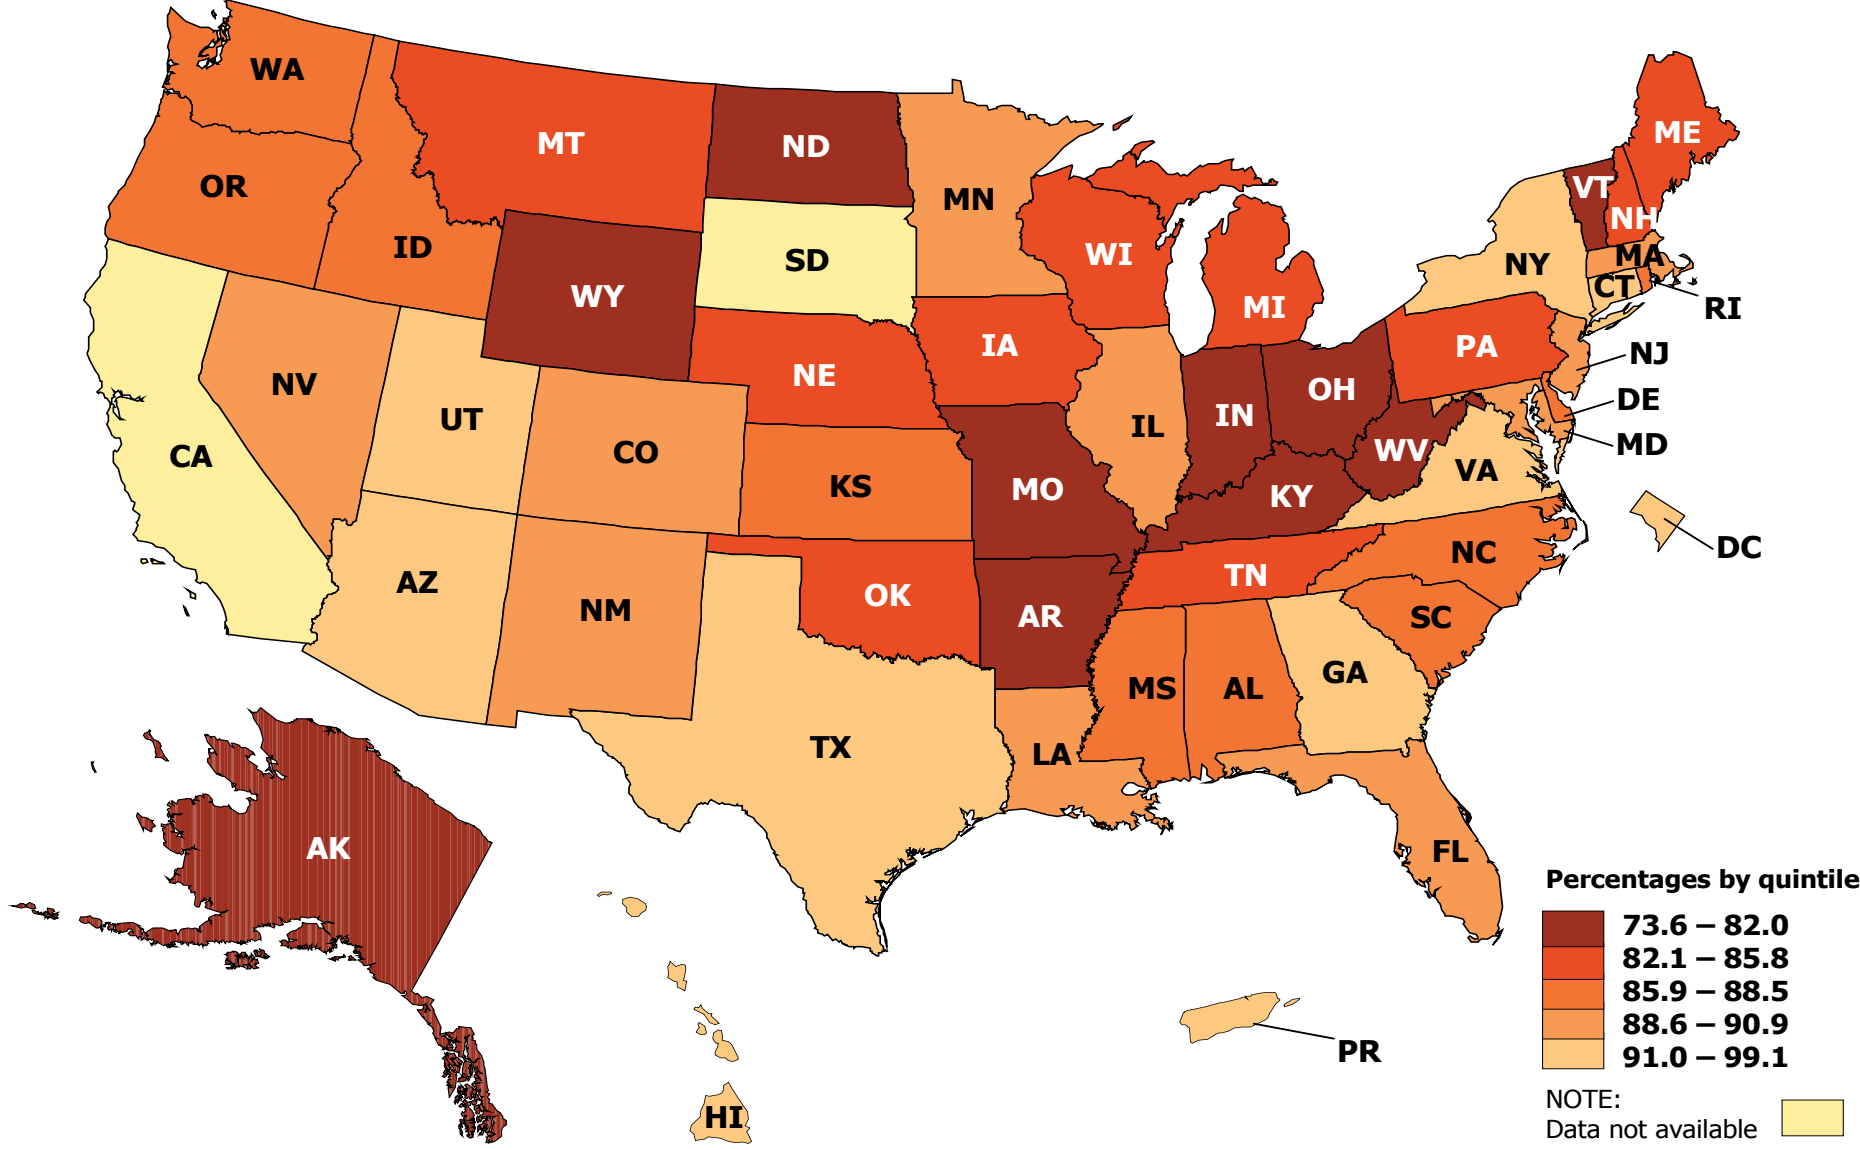 WA
MT
ND
MN
ME
VT
OR
ID
WY
SD
WI
MI
NH
NY
MA
CT
RI
NV
UT
CO
NE
IA
PA
NJ
DE
MD
CA
KS
MO
IL
IN
OH
WV
VA
KY
DC
AZ
NM
OK
AR
TN
NC
SC
MS
AL
GA
TX
LA
FL
AK
HI
PR
Percentages by quintile
73.6 – 82.0
82.1 – 85.8
85.9 – 88.5
88.6 – 90.9
91.0 – 99.1
NOTE:
Data not available